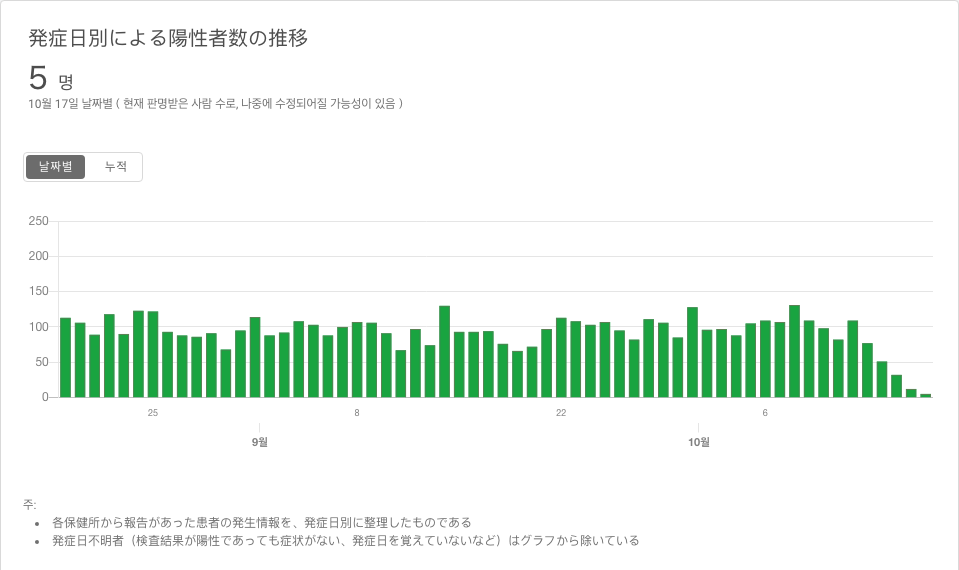 発症日別による陽性者数の推移
5 명
10월 17일 날짜별 ( 현재 판명받은 사람 수로, 나중에 수정되어질 가능성이 있음 )
날짜별 누적
250
200
150
100
50
0
25 8 22 6
9월 10월
주:
• 各保健所から報告があった患者の発生情報を、発症日別に整理したものである
• 発症日不明者（検査結果が陽性であっても症状がない、発症日を覚えていないなど）はグラフから除いている